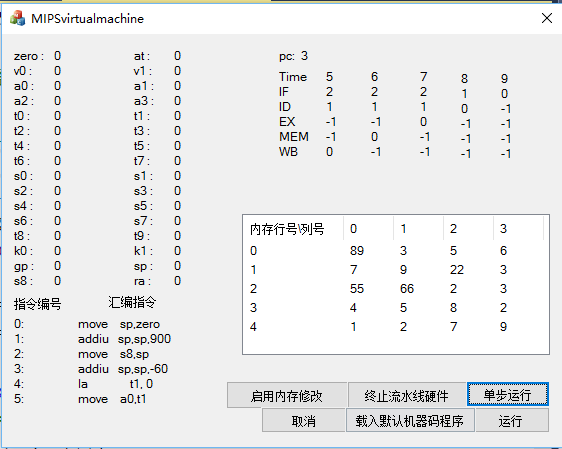 MIPSvirtualmachine
zero : 0 at : 0
v0 : 0 v1 : 0
a0 : 0 a1 : 0
a2 : 0 a3 : 0
t0 : 0 t1 : 0
t2 : 0 t3 : 0
t4 : 0 t5 : 0
t6 : 0 t7 : 0
s0 : 0 s1 : 0
s2 : 0 s3 : 0
s4 : 0 s5 : 0
s6 : 0 s7 : 0
t8 : 0 t9 : 0
k0 : 0 k1 : 0
gp : 0 sp : 0
s8 : 0 ra : 0
指令编号 汇编指令
0: move sp,zero
1: addiu sp,sp,900
2: move s8,sp
3: addiu sp,sp,-60
4: la t1, 0
5: move a0,t1
pc: 3
Time 5 6 7 8 9
IF 2 2 2 1 0
ID 1 1 1 0 -1
EX -1 -1 0 -1 -1
MEM -1 0 -1 -1 -1
WB 0 -1 -1 -1 -1
内存行号\列号 0 1 2 3
0 89 3 5 6
1 7 9 22 3
2 55 66 2 3
3 4 5 8 2
4 1 2 7 9
启用内存修改 终止流水线硬件 单步运行
取消 载入默认机器码程序 运行